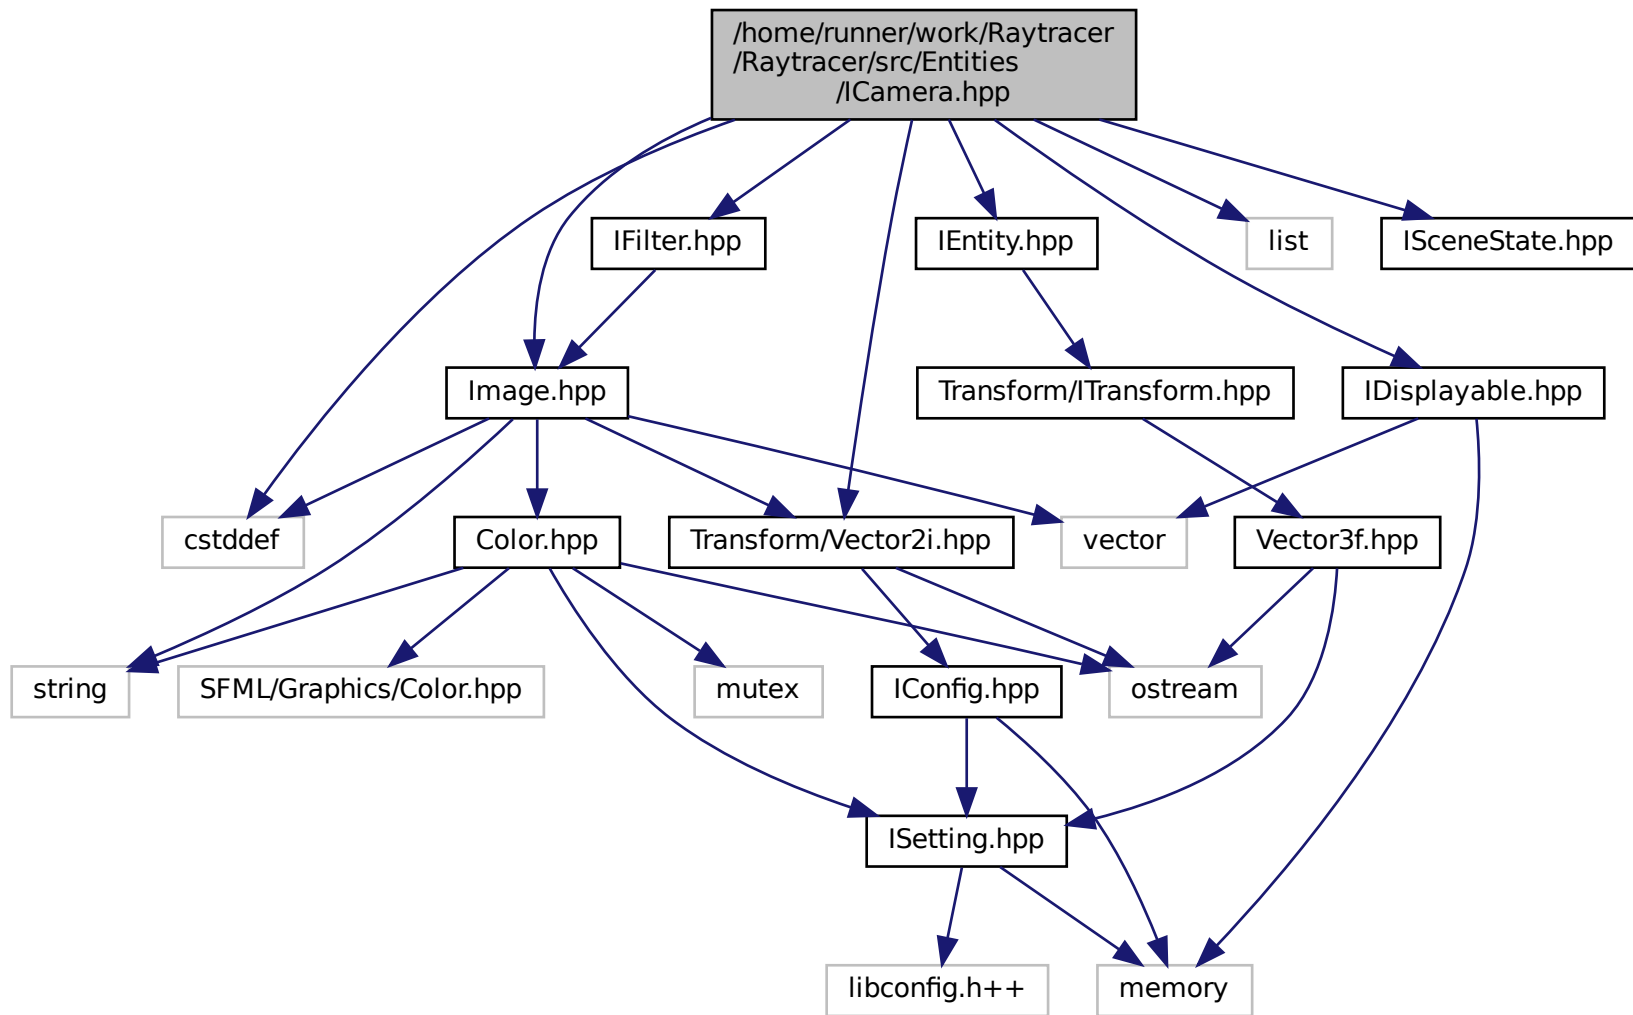 /home/runner/work/Raytracer
/Raytracer/src/Entities
/ICamera.hpp
IFilter.hpp
IEntity.hpp
list
ISceneState.hpp
Image.hpp
Transform/ITransform.hpp
IDisplayable.hpp
cstddef
Color.hpp
Transform/Vector2i.hpp
vector
Vector3f.hpp
string
SFML/Graphics/Color.hpp
mutex
IConfig.hpp
ostream
ISetting.hpp
libconfig.h++
memory